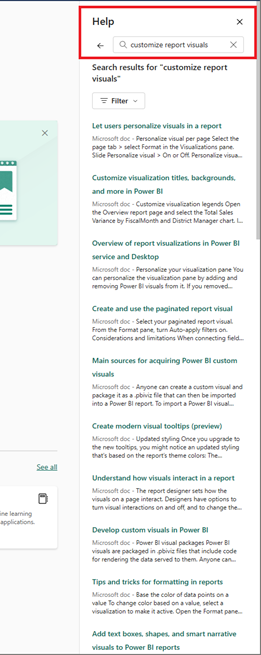 Help
customize report visuals
Search results for "customize report
visuals"
Filter
Let users personalize visuals in a report
Microsoft doc - Personalize visual per page Select the
page tab > select Format in the Visualizations pane.
Slide Personalize visual > On or Off. Personalize visua...
Customize visualization titles, backgrounds,
and more in Power BI
Microsoft doc - Customize visualization legends Open
the Overview report page and select the Total Sales
Variance by FiscalMonth and District Manager chart. I...
Overview of report visualizations in Power BI
service and Desktop
Microsoft doc - Personalize your visualization pane You
can personalize the visualization pane by adding and
removing Power BI visuals from it. If you removed...
Create and use the paginated report visual
Microsoft doc - Select your paginated report visual.
From the Format pane, turn Auto-apply filters on.
Considerations and limitations When connecting field...
Main sources for acquiring Power BI custom
visuals
Microsoft doc - Anyone can create a custom visual and
package it as a .pbiviz file that can then be imported
into a Power BI report. To import a Power BI visual...
Create modern visual tooltips (preview)
Microsoft doc - Updated styling Once you upgrade to
the new tooltips, you might notice an updated styling
that's based on the report's theme colors: The...
See all
Understand how visuals interact in a report
Microsoft doc - The report designer sets how the
visuals on a page interact. Designers have options to
turn visual interactions on and off, and to change the...
ine learning
applications.
Develop custom visuals in Power BI
Microsoft doc - Power BI visual packages Power BI
visuals are packaged in .pbiviz files that include code
for rendering the data served to them. Anyone can...
Tips and tricks for formatting in reports
Microsoft doc - Base the color of data points on a
value To change color based on a value, select a
visualization to make it active. Open the Format pane...
Add text boxes, shapes, and smart narrative
visuals to Power BI reports